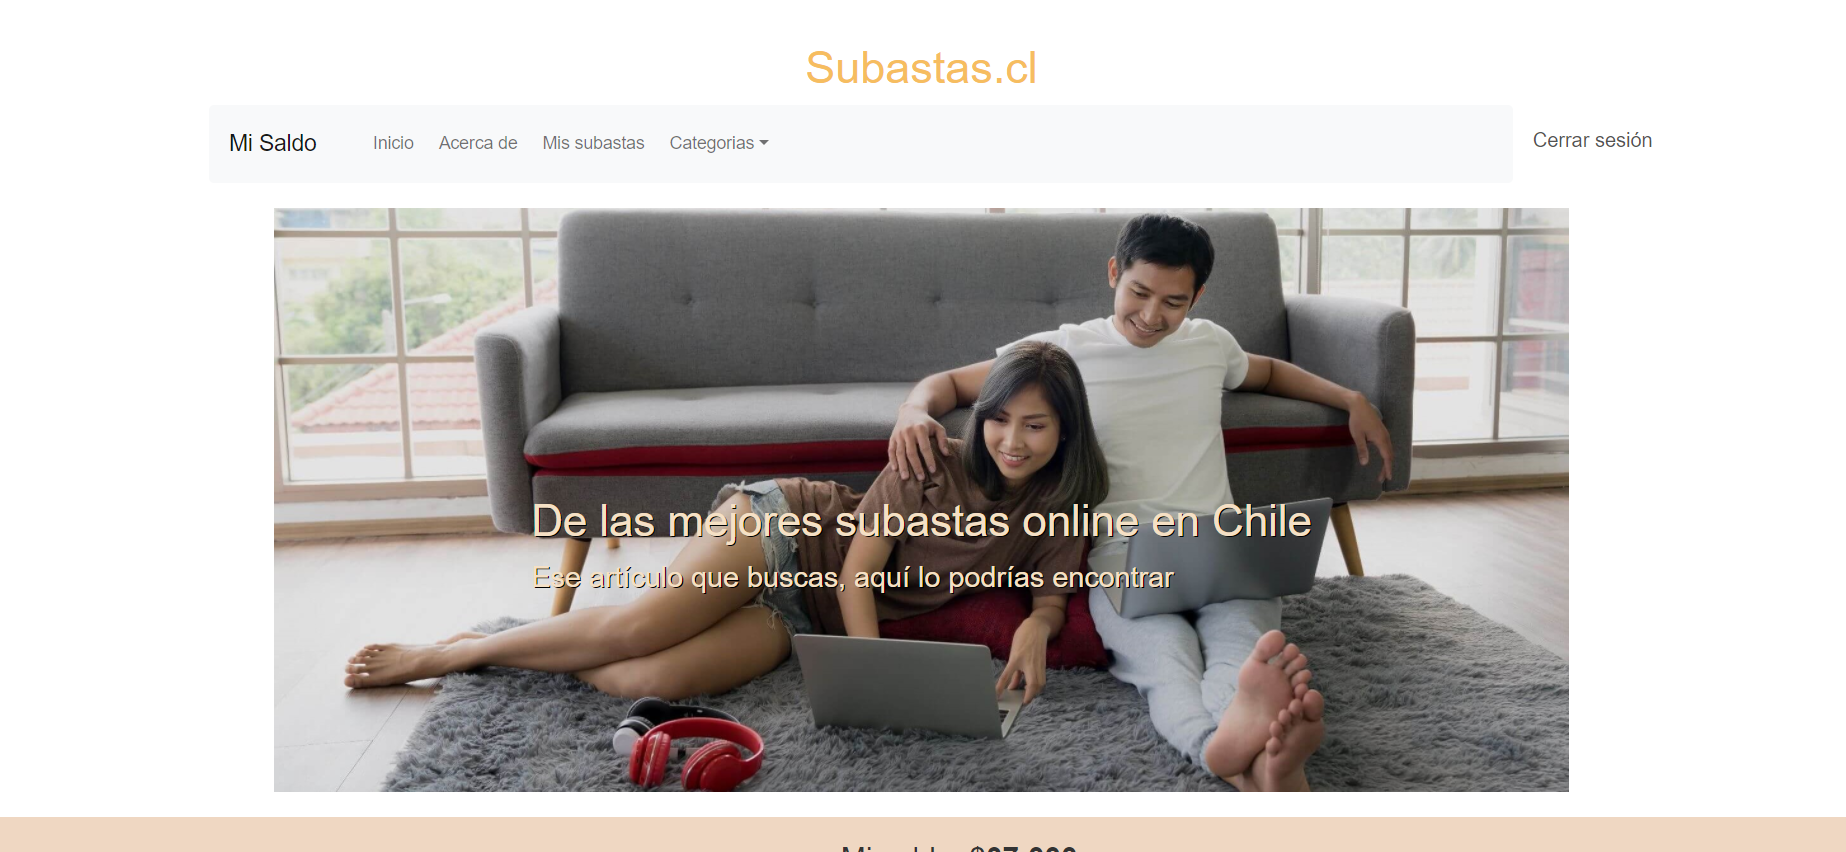 Subastas.cl
Mi Saldo Inicio Acerca de Mis subastas Categorias Cerrar sesión
De las mejores subastas online en Chile
Ese artículo que buscas, aquí lo podrías encontrar